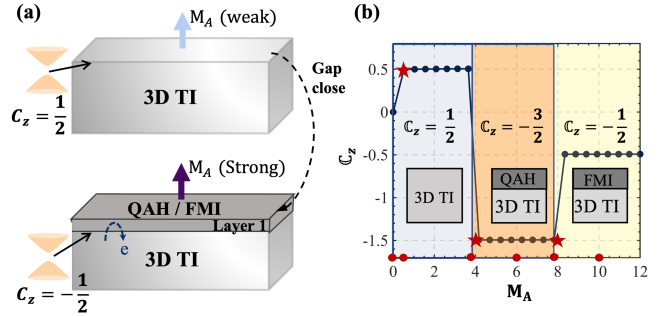 (a)
M_A (weak)
C_z = 1/2
3D TI
Gap
close
M_A (Strong)
QAH / FMI
Layer 1
e
3D TI
C_z = -1/2
(b)
ℂ_z
0.5
0
-0.5
-1.5
ℂ_z = 1/2
ℂ_z = -3/2
ℂ_z = -1/2
3D TI
QAH
3D TI
FMI
3D TI
0 2 4 6 8 10 12
M_A